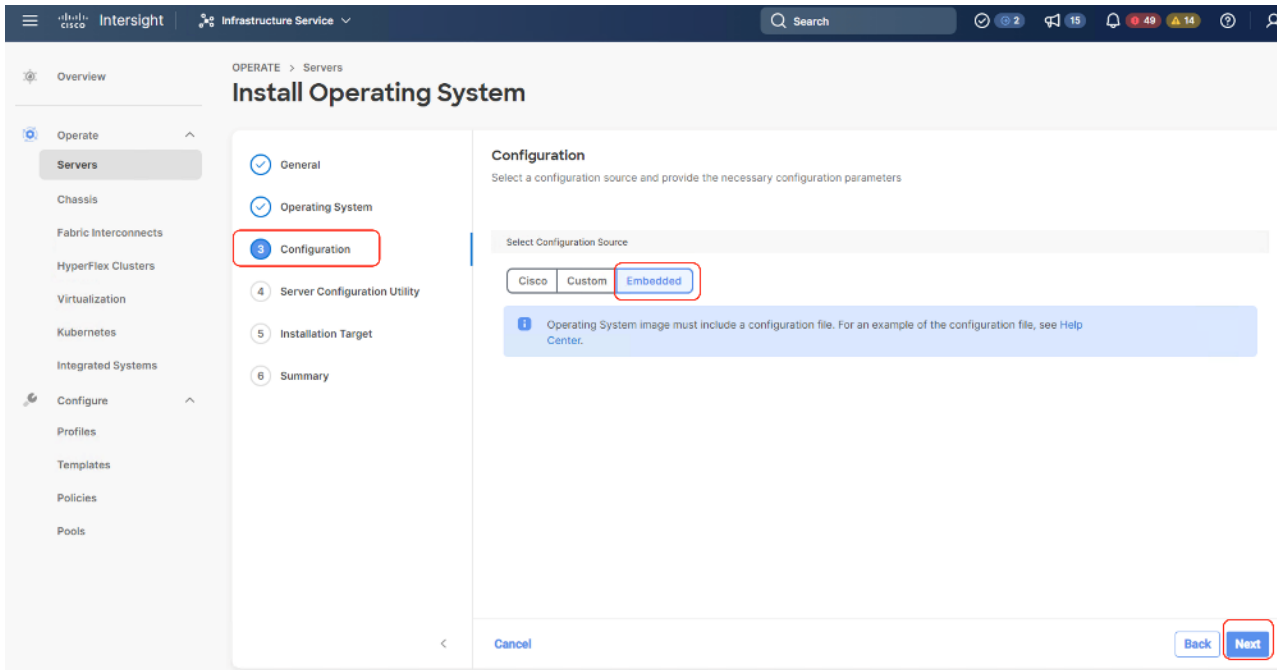 cisco Intersight
Infrastructure Service
Search
2
15
49
14
Overview
Operate
Servers
Chassis
Fabric Interconnects
HyperFlex Clusters
Virtualization
Kubernetes
Integrated Systems
Configure
Profiles
Templates
Policies
Pools
OPERATE > Servers
Install Operating System
General
Operating System
3 Configuration
4 Server Configuration Utility
5 Installation Target
6 Summary
Configuration
Select a configuration source and provide the necessary configuration parameters
Select Configuration Source
Cisco Custom Embedded
Operating System image must include a configuration file. For an example of the configuration file, see Help
Center.
Cancel
Back Next